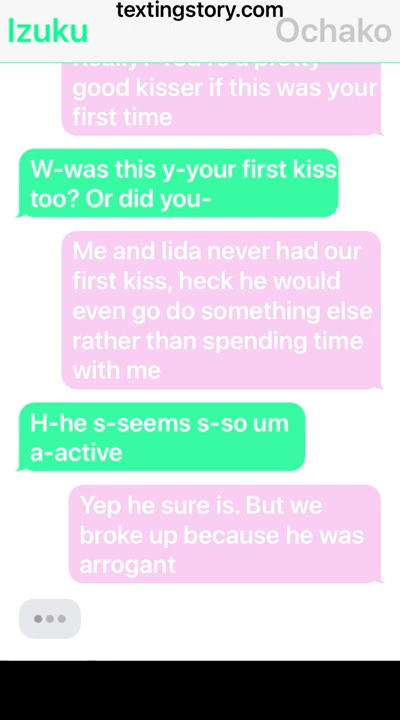 textingstory.com
Izuku
Ochako
good kisser if this was your
first time
W-was this y-your first kiss
too? Or did you-
Me and Iida never had our
first kiss, heck he would
even go do something else
rather than spending time
with me
H-he s-seems s-so um
a-active
Yep he sure is. But we
broke up because he was
arrogant